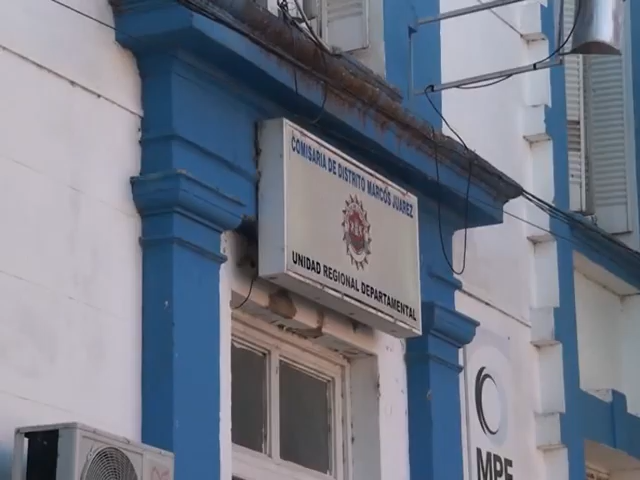 COMISARIA DE DISTRITO MARCOS JUAREZ
UNIDAD REGIONAL DEPARTAMENTAL
MPF